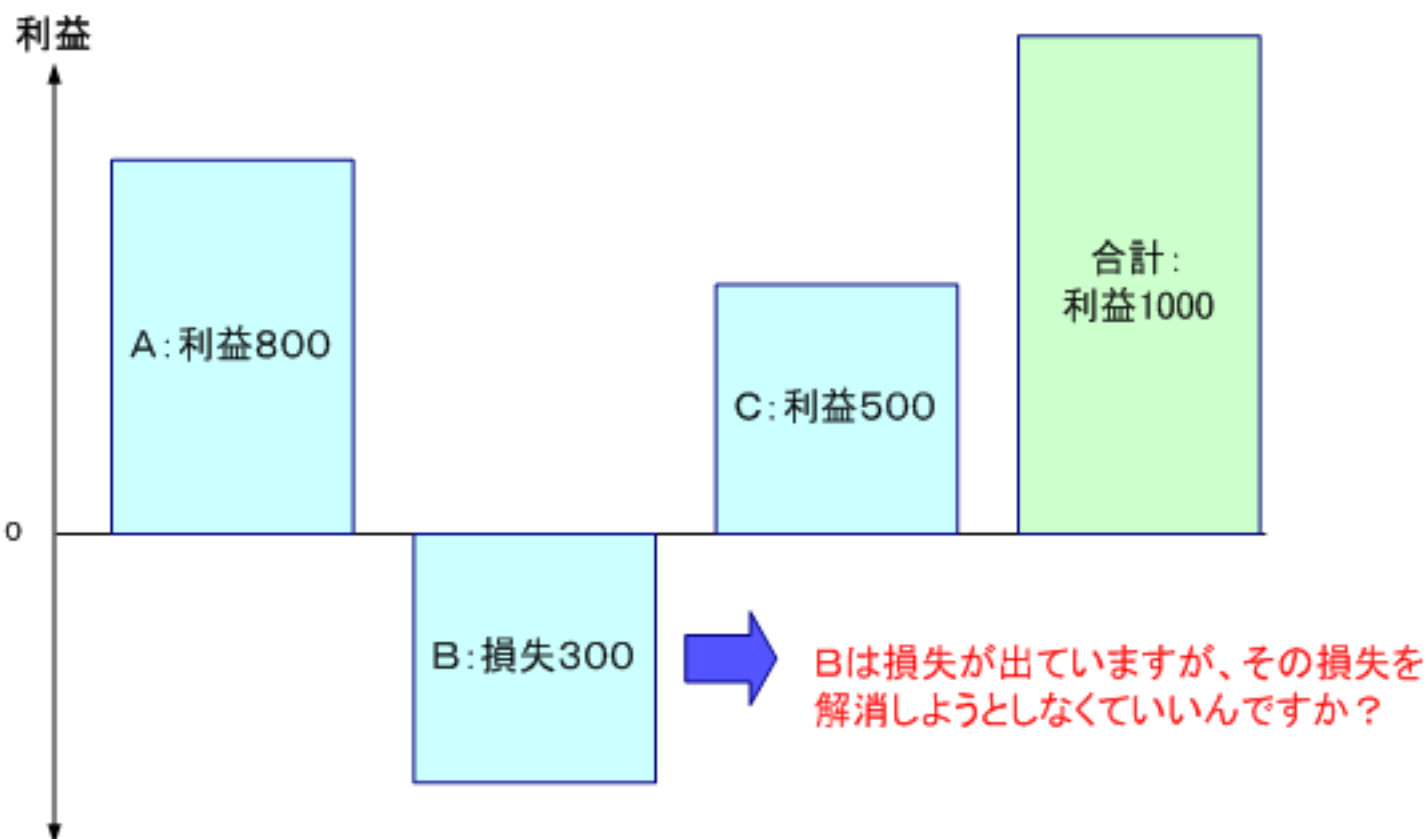 利益
A:利益800
0
B:損失300
C:利益500
合計:
利益1000
Bは損失が出ていますが、その損失を
解消しようとしなくていいんですか？